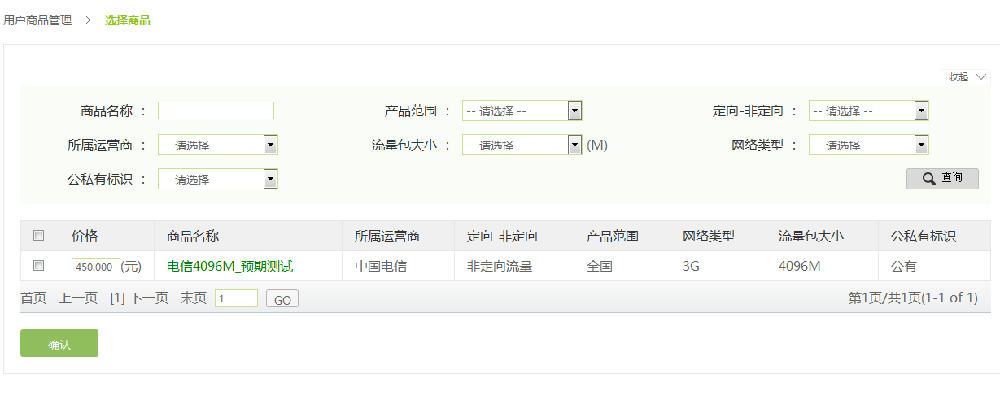 用户商品管理 > 选择商品
收起
商品名称 ： 产品范围 ： -- 请选择 -- 定向-非定向 ： -- 请选择 --
所属运营商 ： -- 请选择 -- 流量包大小 ： -- 请选择 -- (M) 网络类型 ： -- 请选择 --
公私有标识 ： -- 请选择 -- 查询
价格 商品名称 所属运营商 定向-非定向 产品范围 网络类型 流量包大小 公私有标识
450.000 (元) 电信4096M_预期测试 中国电信 非定向流量 全国 3G 4096M 公有
首页 上一页 [1] 下一页 末页 1 GO 第1页/共1页(1-1 of 1)
确认